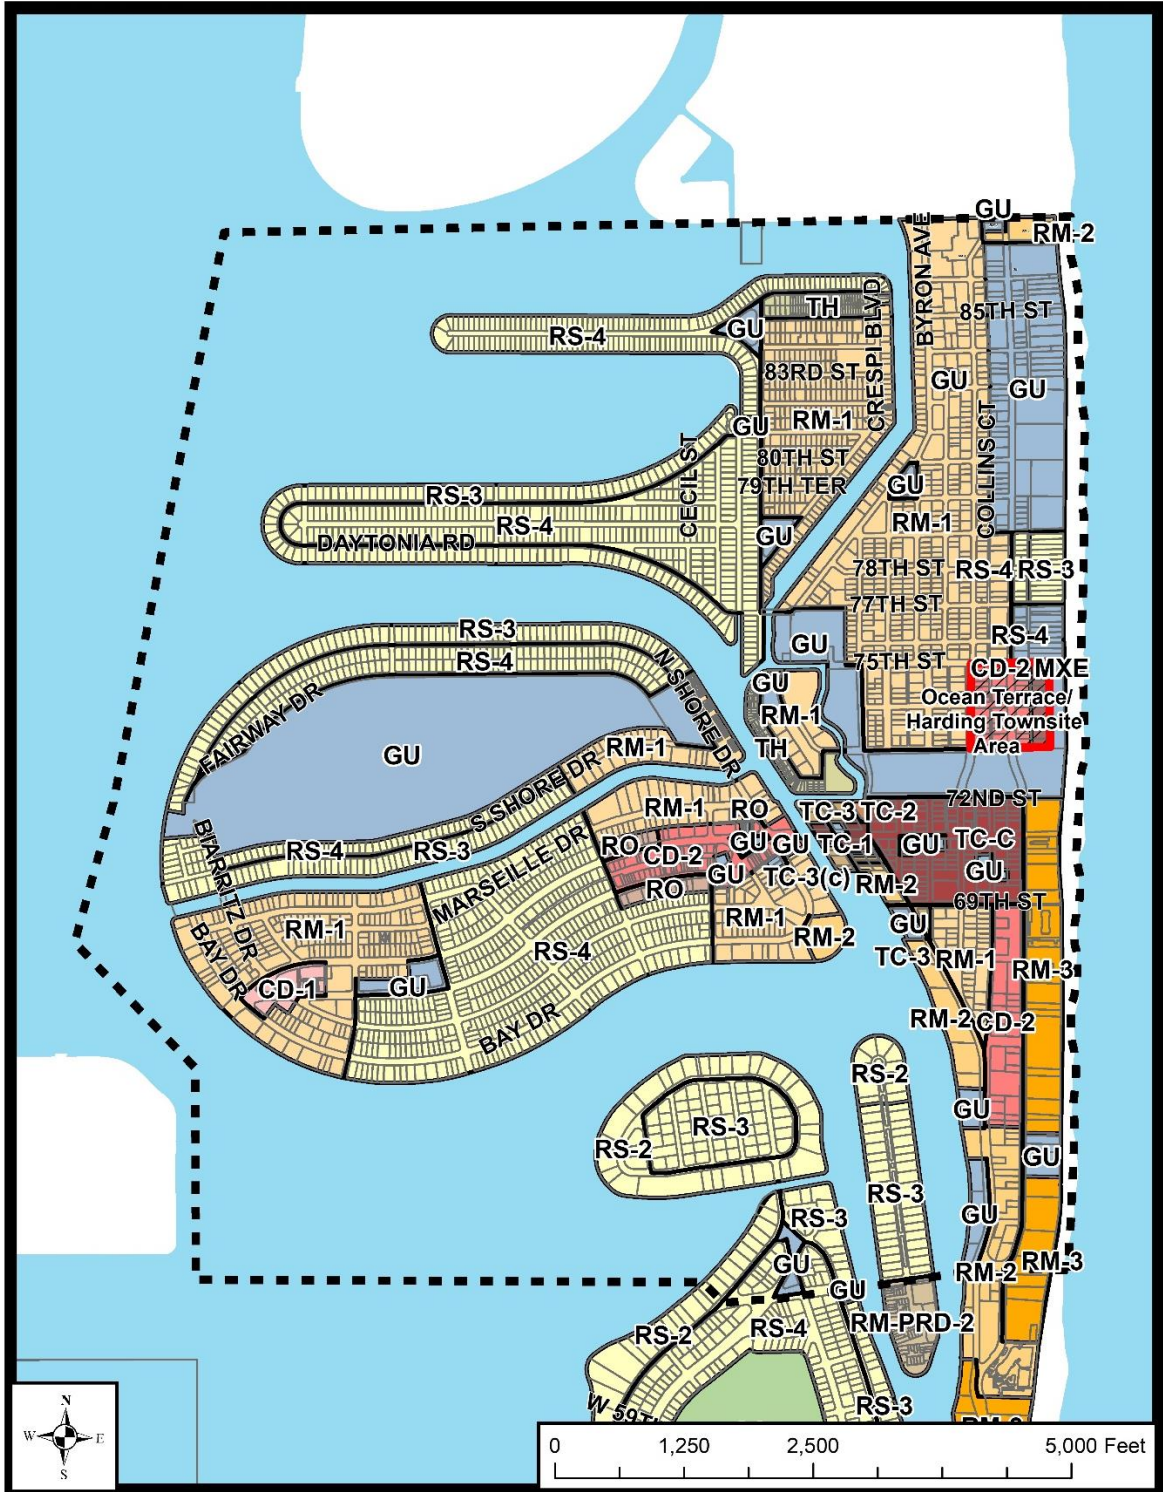 GU
RM-2
BYRON AVE
85TH ST
TH
CRESPI BLVD
GU
RS-4
83RD ST
GU
GU
RM-1
COLLINS CT
GU
80TH ST
CECIL ST
79TH TER
GU
RS-3
RS-4
RM-1
GU
DAYTONIA RD
78TH ST
RS-4
RS-3
77TH ST
RS-3
RS-4
GU
RS-4
75TH ST
CD-2
MXE
N SHORE DR
GU
Ocean Terrace/
Harding Townsite
Area
FAIRWAY DR
RM-1
TH
GU
RM-1
S SHORE DR
72ND ST
RM-1
RO
TC-3
TC-2
BIARRITZ DR
RS-4
RS-3
MARSEILLE DR
RO
CD-2
GU
GU
TC-1
GU
TC-C
GU
GU
TC-3(c)
RM-2
RO
69TH ST
RM-1
BAY DR
RM-1
RM-2
GU
RS-4
TC-3
RM-1
RM-3
CD-1
GU
BAY DR
RM-2
CD-2
RS-2
GU
RS-3
RS-2
GU
RS-3
RS-3
GU
GU
RM-2
RM-3
GU
RM-PRD-2
RS-2
RS-4
RS-3
N
W
E
S
0
1,250
2,500
5,000 Feet